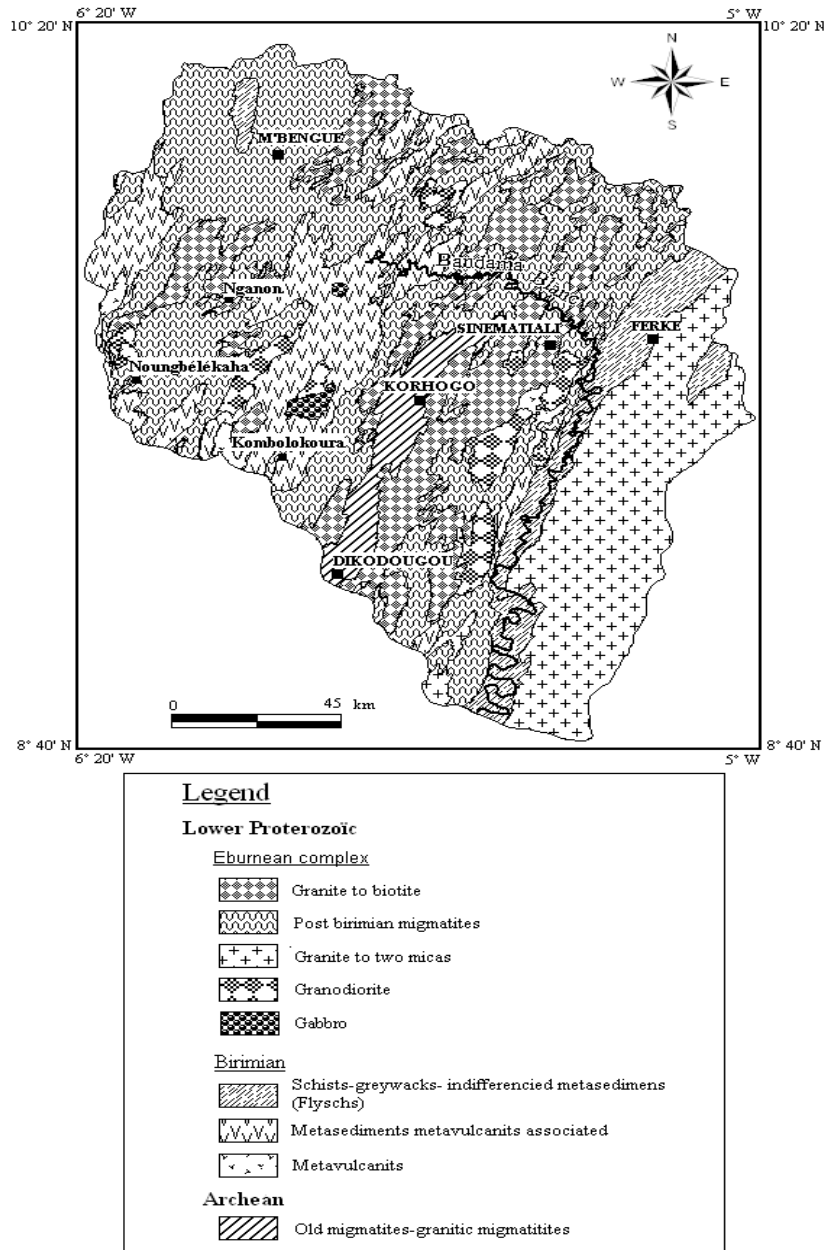 6° 20' W
5° W
10° 20' N
10° 20' N
N
W
E
S
M'BENGUE
Bandama
Nganon
SINEMATIALI
FERKE
Noungbélékaha
KORHOGO
Kombolokoura
DIKODOUGOU
0
45
km
8° 40' N
8° 40' N
6° 20' W
5° W
Legend
Lower Proterozoïc
Eburnean complex
Granite to biotite
Post birimian migmatites
Granite to two micas
Granodiorite
Gabbro
Birimian
Schists-greywacks- indifferencied metasedimens
(Flyschs)
Metasediments metavulcanits associated
Metavulcanits
Archean
Old migmatites-granitic migmatitites